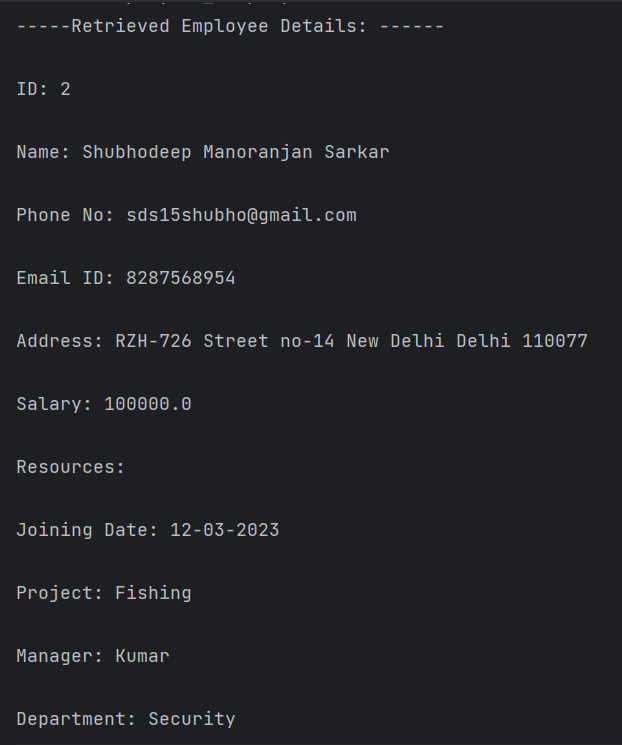 -----Retrieved Employee Details: ------
ID: 2
Name: Shubhodeep Manoranjan Sarkar
Phone No: sds15shubho@gmail.com
Email ID: 8287568954
Address: RZH-726 Street no-14 New Delhi Delhi 110077
Salary: 100000.0
Resources:
Joining Date: 12-03-2023
Project: Fishing
Manager: Kumar
Department: Security